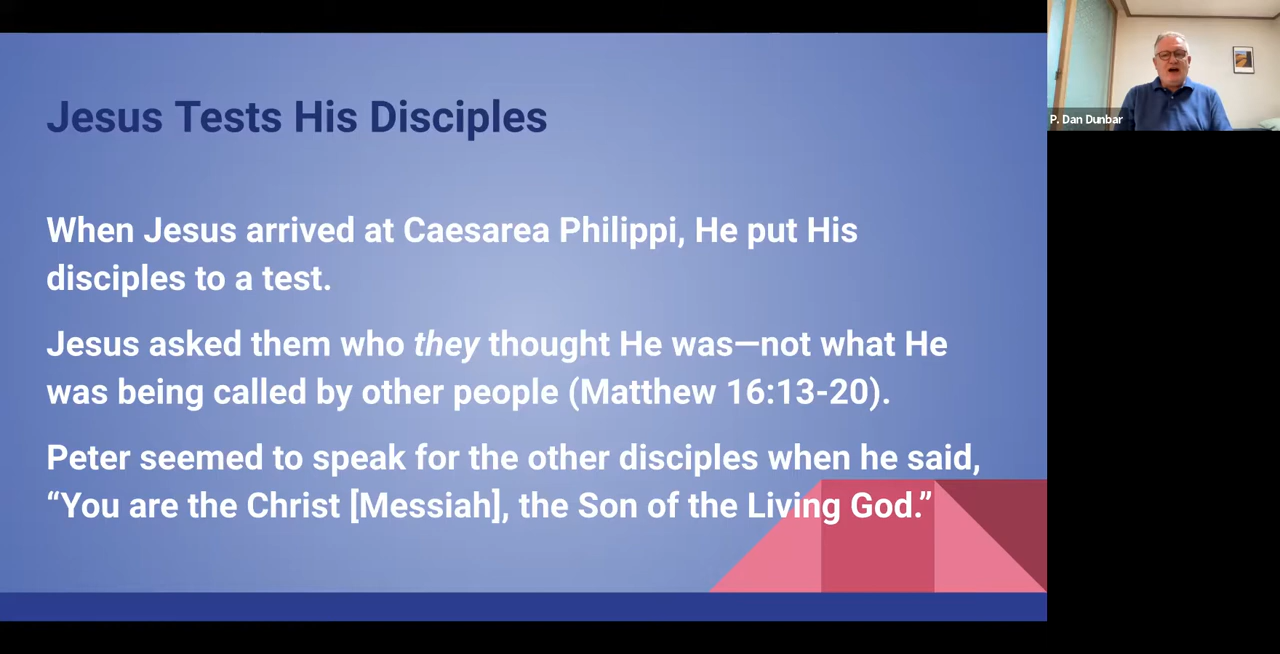 Jesus Tests His Disciples
When Jesus arrived at Caesarea Philippi, He put His
disciples to a test.
Jesus asked them who they thought He was—not what He
was being called by other people (Matthew 16:13-20).
Peter seemed to speak for the other disciples when he said,
“You are the Christ [Messiah], the Son of the Living God.”
P. Dan Dunbar